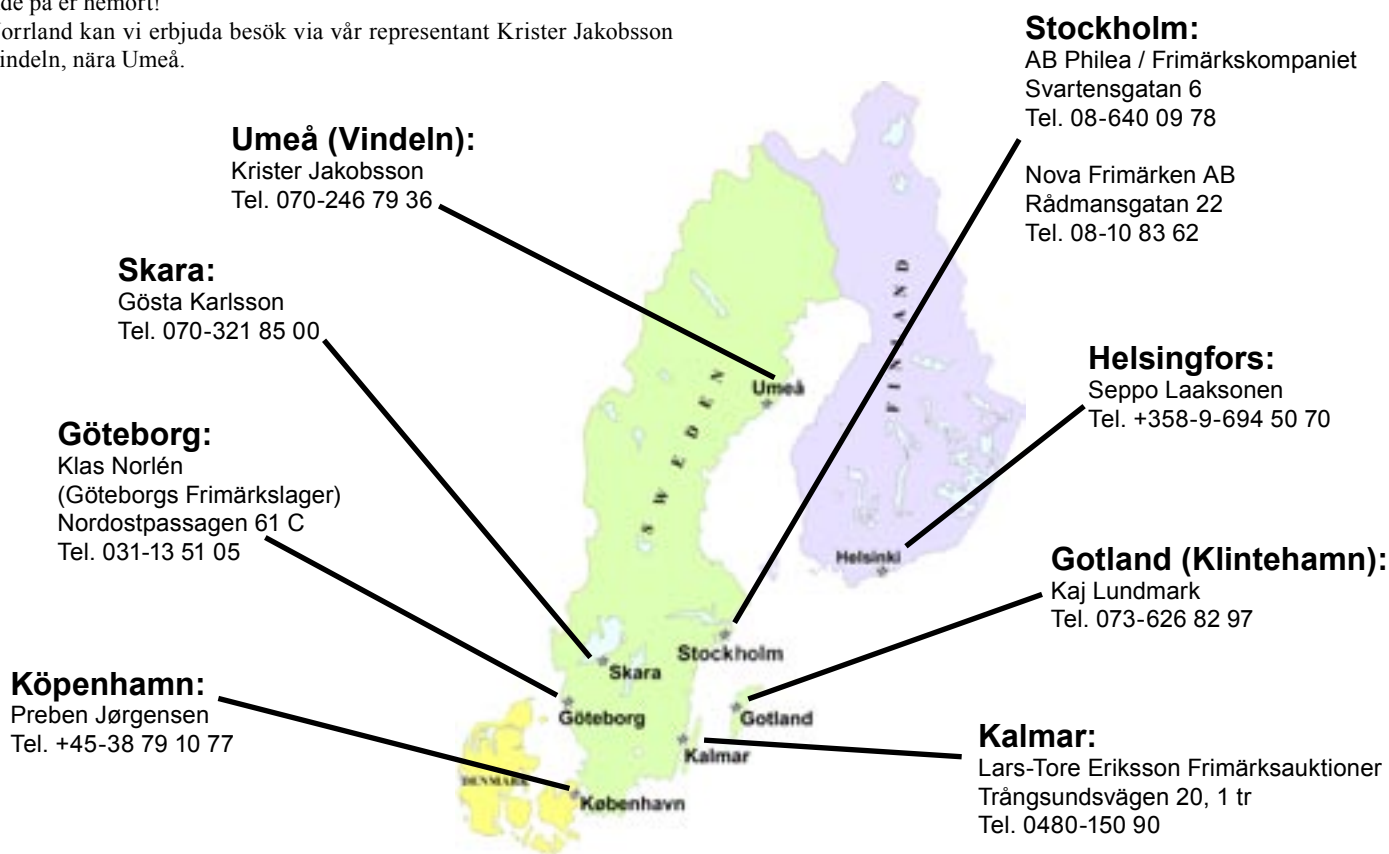 på er hemort!
kan vi erbjuda besök via vår representant Krister Jakobsson
nära Umeå.
Stockholm:
AB Philea / Frimärkskompaniet
Svartensgatan 6
Tel. 08-640 09 78
Nova Frimärken AB
Rådmansgatan 22
Tel. 08-10 83 62
Umeå (Vindeln):
Krister Jakobsson
Tel. 070-246 79 36
Skara:
Gösta Karlsson
Tel. 070-321 85 00
Helsingfors:
Seppo Laaksonen
Tel. +358-9-694 50 70
Göteborg:
Klas Norlén
(Göteborgs Frimärkslager)
Nordostpassagen 61 C
Tel. 031-13 51 05
Gotland (Klintehamn):
Kaj Lundmark
Tel. 073-626 82 97
Köpenhamn:
Preben Jørgensen
Tel. +45-38 79 10 77
Kalmar:
Lars-Tore Eriksson Frimärksauktioner
Trångsundsvägen 20, 1 tr
Tel. 0480-150 90
FINLAND
SWEDEN
Umeå
Helsinki
Stockholm
Skara
Göteborg
Gotland
Kalmar
DENMARK
København